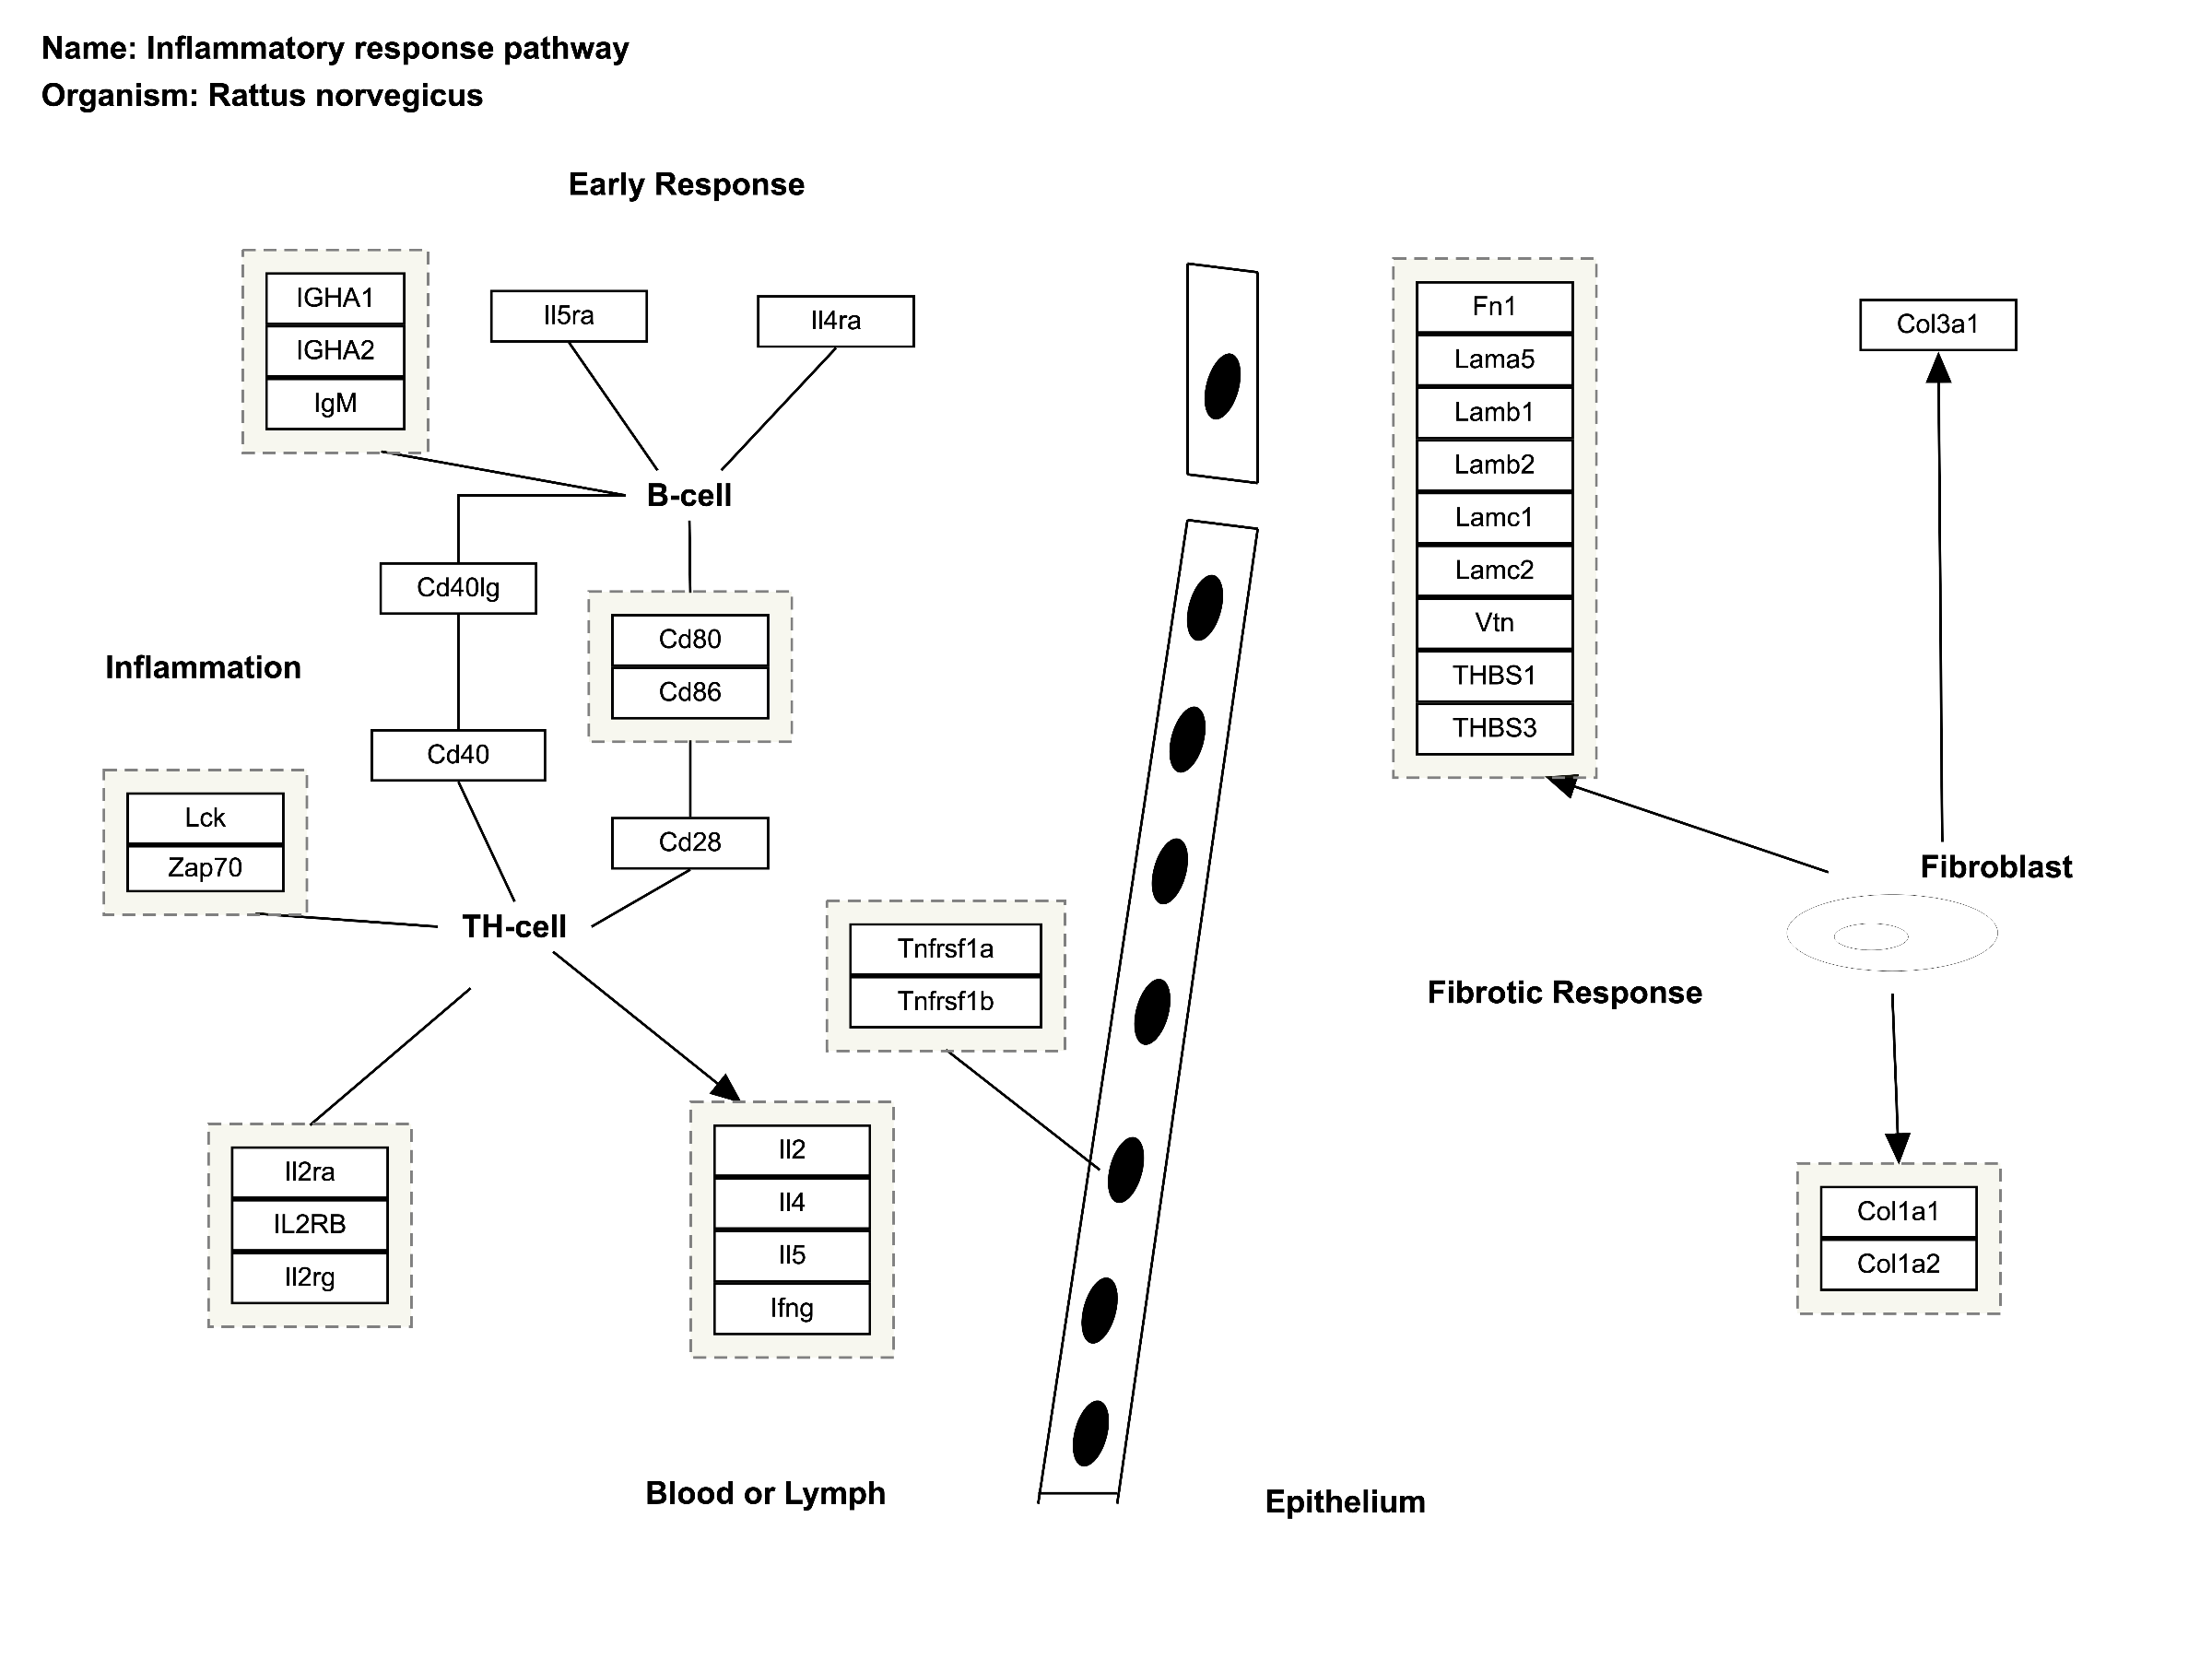 Name: Inflammatory response pathway
Organism: Rattus norvegicus
Early Response
IGHA1
IGHA2
IgM
Il5ra
Il4ra
B-cell
Cd40lg
Cd80
Cd86
Inflammation
Cd40
Cd28
Lck
Zap70
TH-cell
Tnfrsf1a
Tnfrsf1b
Il2ra
IL2RB
Il2rg
Il2
Il4
Il5
Ifng
Blood or Lymph
Epithelium
Fn1
Lama5
Lamb1
Lamb2
Lamc1
Lamc2
Vtn
THBS1
THBS3
Col3a1
Fibroblast
Fibrotic Response
Col1a1
Col1a2